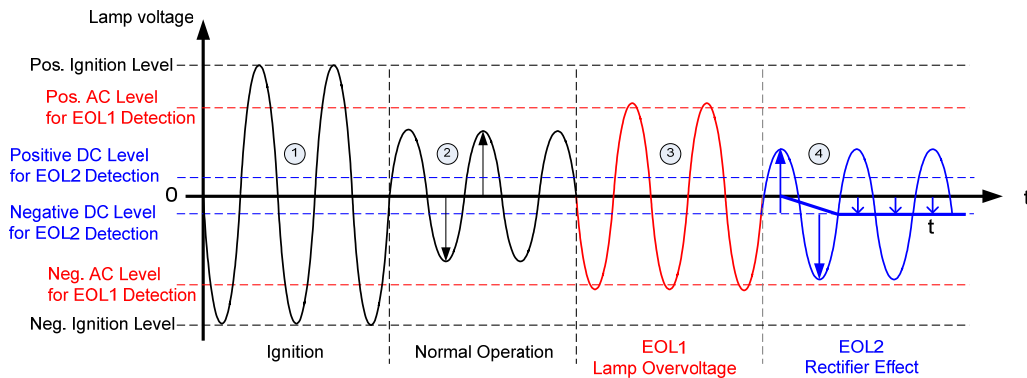 Lamp voltage
Pos. Ignition Level
Pos. AC Level
for EOL1 Detection
Positive DC Level
for EOL2 Detection
0
Negative DC Level
for EOL2 Detection
Neg. AC Level
for EOL1 Detection
Neg. Ignition Level
1
2
3
4
t
t
Ignition
Normal Operation
EOL1
Lamp Overvoltage
EOL2
Rectifier Effect